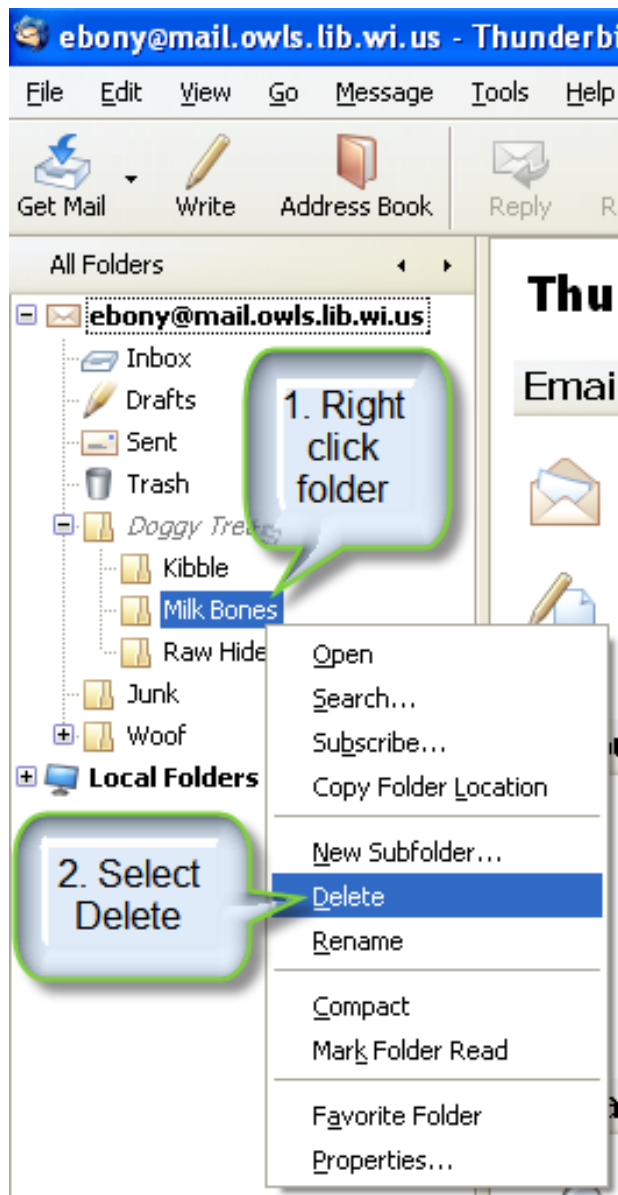 ebony@mail.owls.lib.wi.us - Thunderbi
File Edit View Go Message Tools Help
Get Mail Write Address Book Reply R
All Folders
Thu
ebony@mail.owls.lib.wi.us
Inbox
Emai
Drafts
1. Right
click
folder
Sent
Trash
Doggy Trea
Kibble
Milk Bones
Raw Hide
Junk
Woof
Local Folders
Open
Search...
Subscribe...
Copy Folder Location
New Subfolder...
2. Select
Delete
Delete
Rename
Compact
Mark Folder Read
Favorite Folder
Properties...